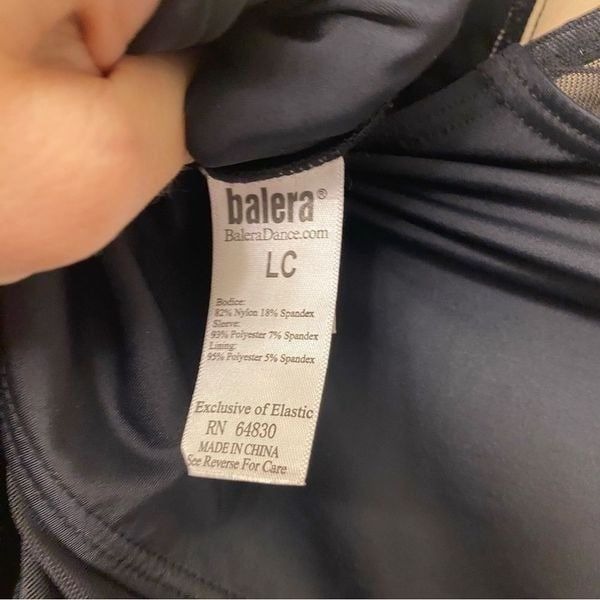 balera®
BaleraDance.com
LC
Bodice:
82% Nylon 18% Spandex
Sleeve:
93% Polyester 7% Spandex
Lining:
95% Polyester 5% Spandex
Exclusive of Elastic
RN 64830
MADE IN CHINA
See Reverse For Care